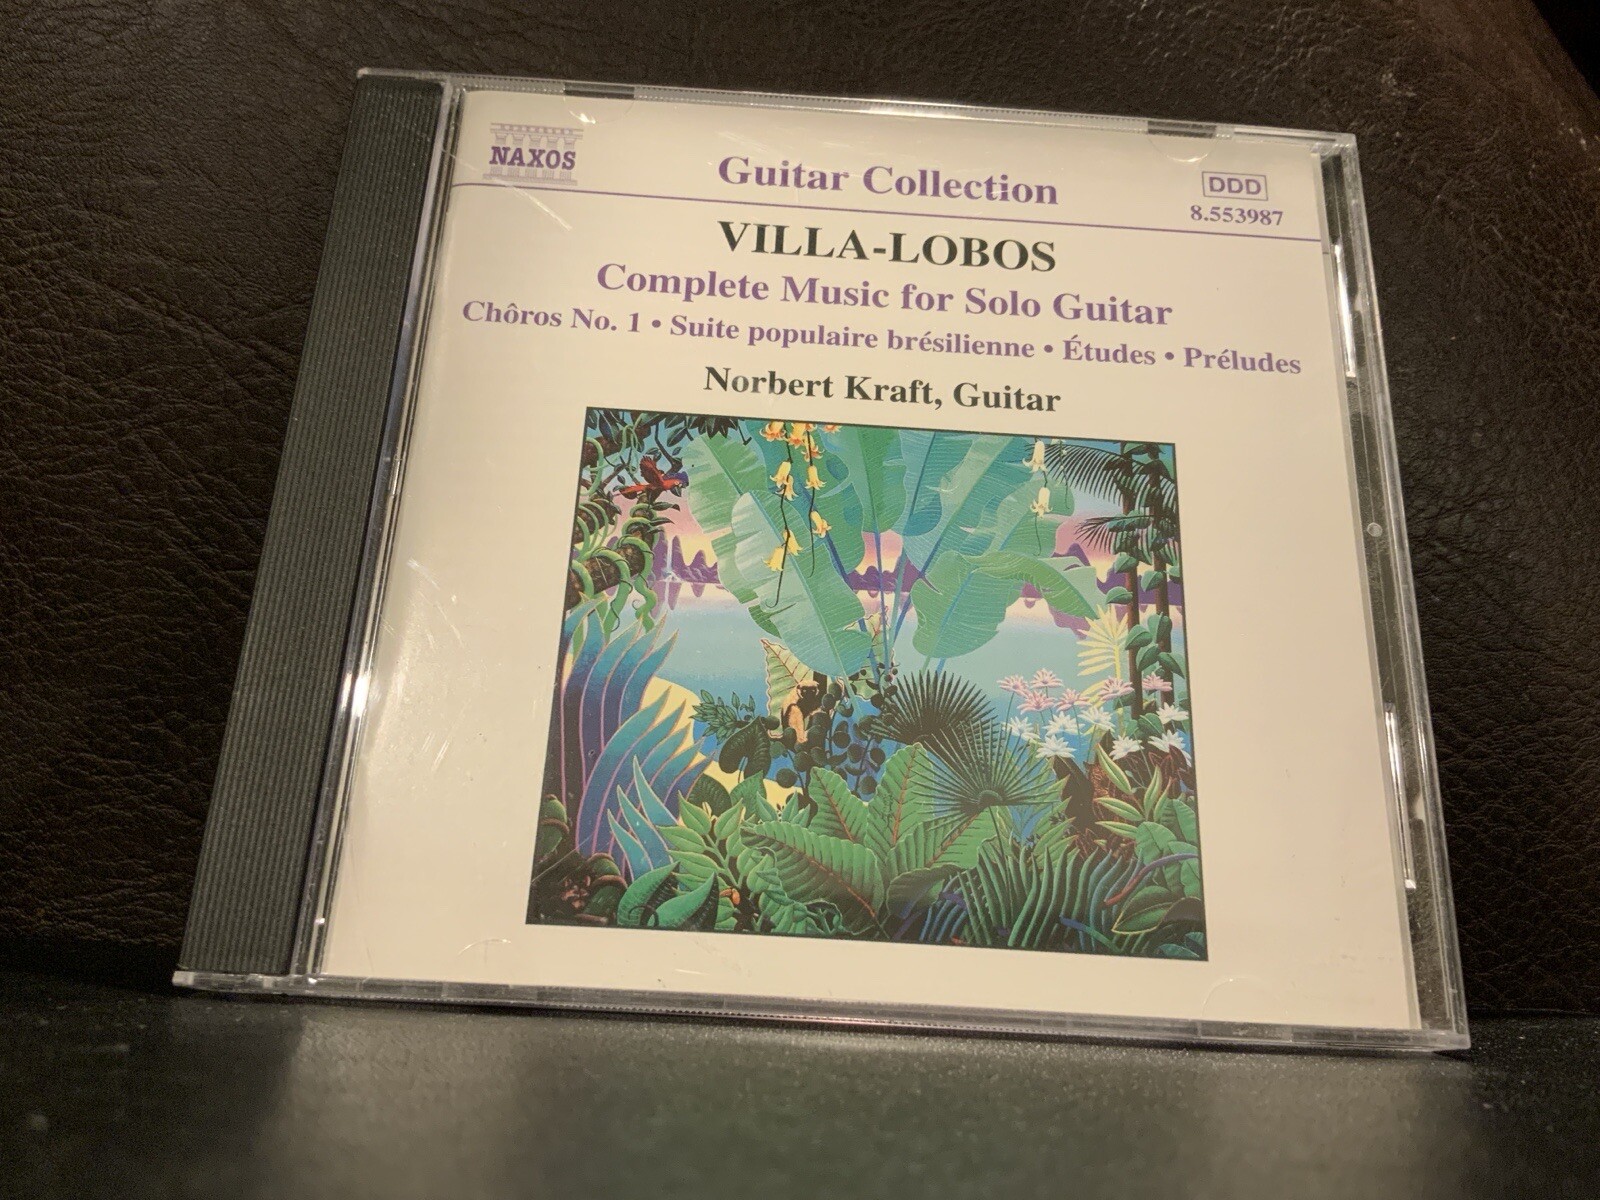 NAXOS
Guitar Collection
DDD
8.553987
VILLA-LOBOS
Complete Music for Solo Guitar
Chôros No. 1 • Suite populaire brésilienne • Études • Préludes
Norbert Kraft, Guitar